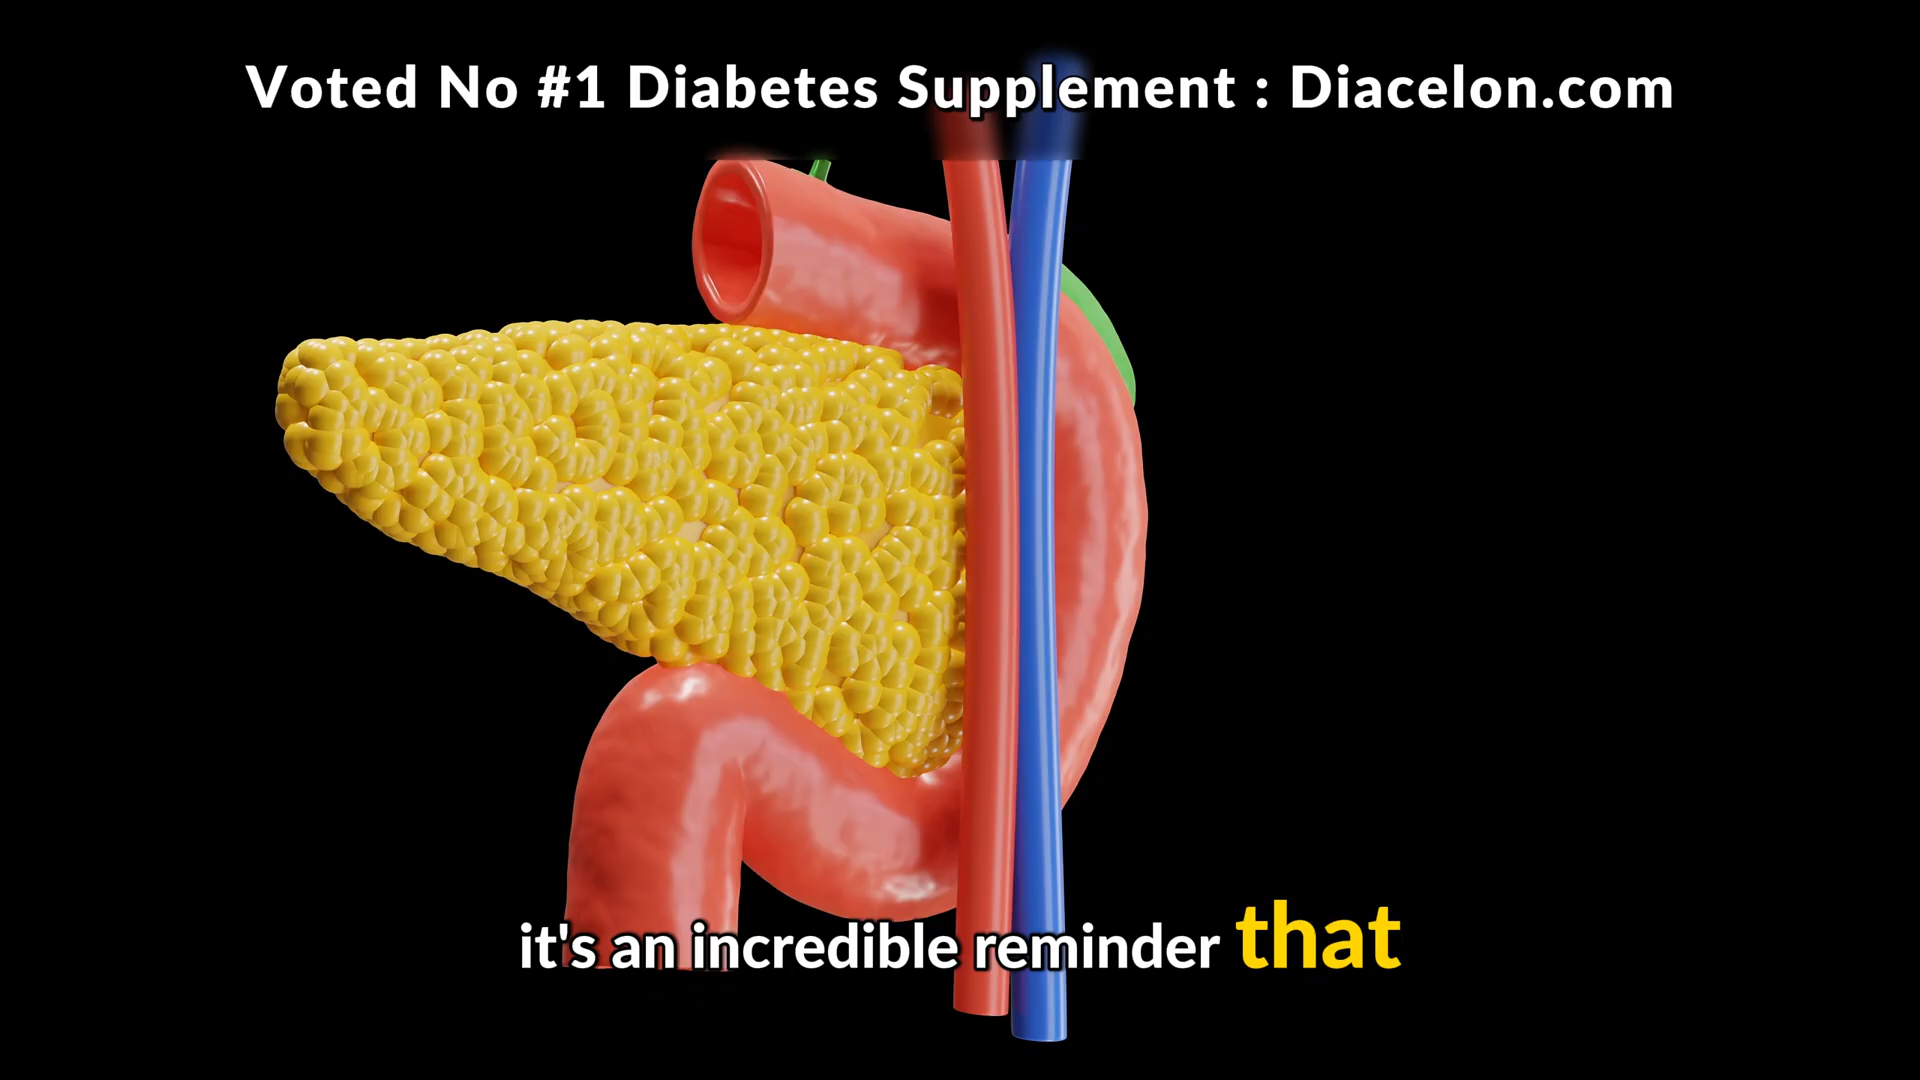 Voted No #1 Diabetes Supplement : Diacelon.com
it's an incredible reminder that